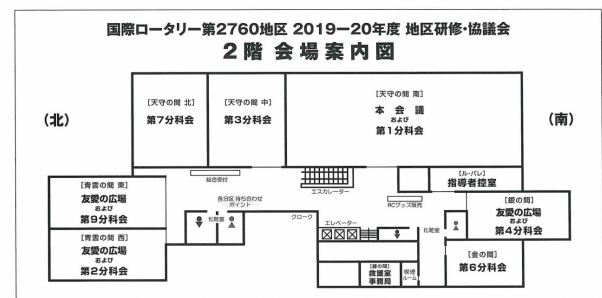 国際ロータリー第2760地区 2019ー20年度 地区研修・協議会
2階 会場案内図
(北)
(南)
[天守の間 北]
第7分科会
[天守の間 中]
第3分科会
[天守の間 南]
本 会 議
および
第1分科会
総合受付
エスカレーター
[ル・パレ]
指導者控室
RCグッズ販売
[青雲の間 東]
友愛の広場
および
第9分科会
各分区 待ち合わせ
ポイント
化粧室
クローク
エレベーター
化粧室
[銀の間]
友愛の広場
および
第4分科会
[青雲の間 西]
友愛の広場
および
第2分科会
救護室
事務局
喫煙
ルーム
[金の間]
第6分科会